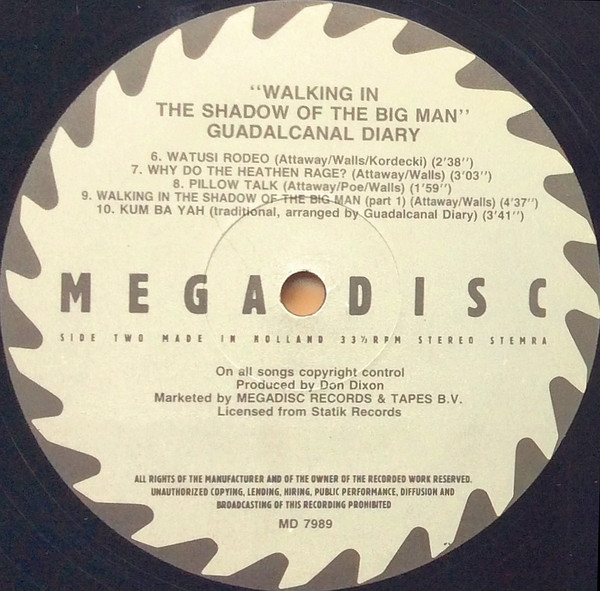 “WALKING IN
THE SHADOW OF THE BIG MAN”
GUADALCANAL DIARY
6. WATUSI RODEO (Attaway/Walls/Kordecki) (2’38”)
7. WHY DO THE HEATHEN RAGE? (Attaway/Walls) (3’03”)
8. PILLOW TALK (Attaway/Poe/Walls) (1’59”)
9. WALKING IN THE SHADOW OF THE BIG MAN (part 1) (Attaway/Walls) (4’37”)
10. KUM BA YAH (traditional, arranged by Guadalcanal Diary) (3’41”)
MEGADISC
SIDE TWO MADE IN HOLLAND 33⅓RPM STEREO STEMRA
On all songs copyright control
Produced by Don Dixon
Marketed by MEGADISC RECORDS & TAPES B.V.
Licensed from Statik Records
ALL RIGHTS OF THE MANUFACTURER AND OF THE OWNER OF THE RECORDED WORK RESERVED.
UNAUTHORIZED COPYING, LENDING, HIRING, PUBLIC PERFORMANCE, DIFFUSION AND
BROADCASTING OF THIS RECORDING PROHIBITED
MD 7989